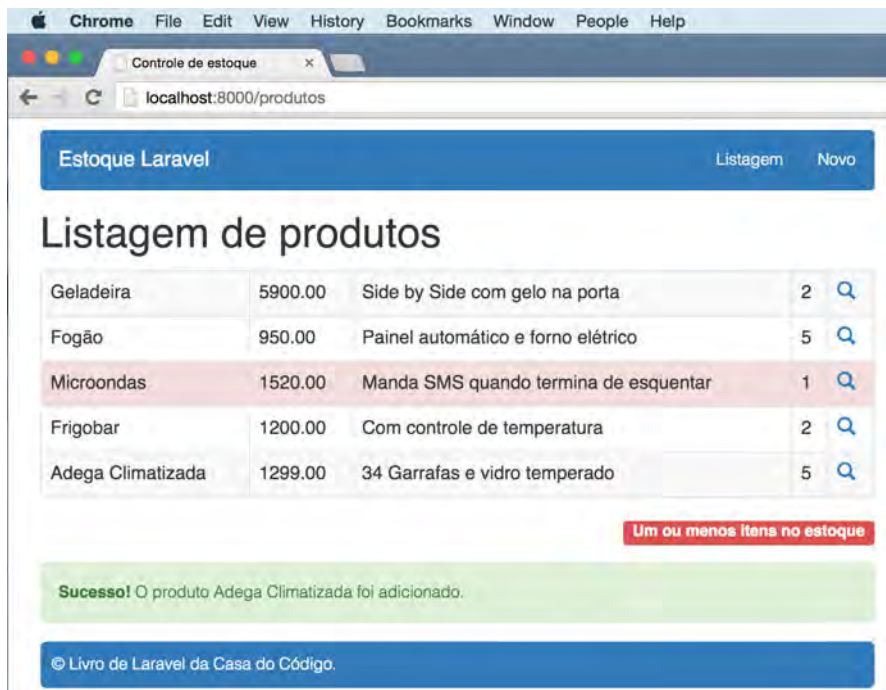 Chrome File Edit View History Bookmarks Window People Help
Controle de estoque
localhost:8000/produtos
Estoque Laravel Listagem Novo
Listagem de produtos
Geladeira 5900.00 Side by Side com gelo na porta 2
Fogão 950.00 Painel automático e forno elétrico 5
Microondas 1520.00 Manda SMS quando termina de esquentar 1
Frigobar 1200.00 Com controle de temperatura 2
Adega Climatizada 1299.00 34 Garrafas e vidro temperado 5
Um ou menos itens no estoque
Sucesso! O produto Adega Climatizada foi adicionado.
© Livro de Laravel da Casa do Código.